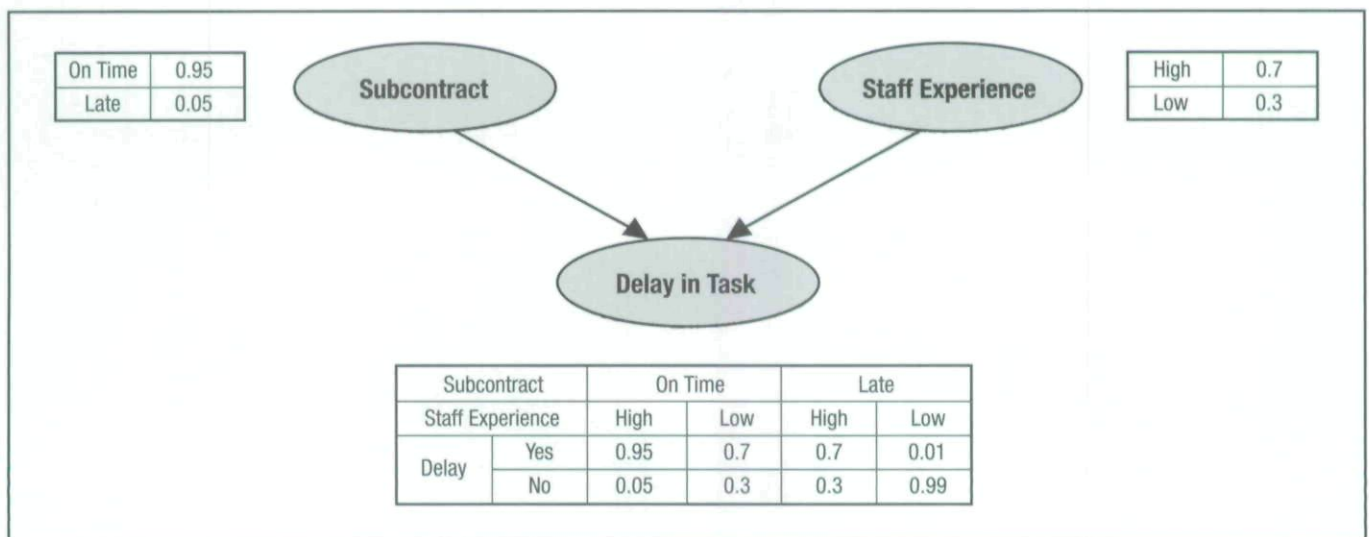 On Time 0.95
Late 0.05
Subcontract
Staff Experience
High 0.7
Low 0.3
Delay in Task
Subcontract On Time Late
Staff Experience High Low High Low
Delay Yes 0.95 0.7 0.7 0.01
No 0.05 0.3 0.3 0.99